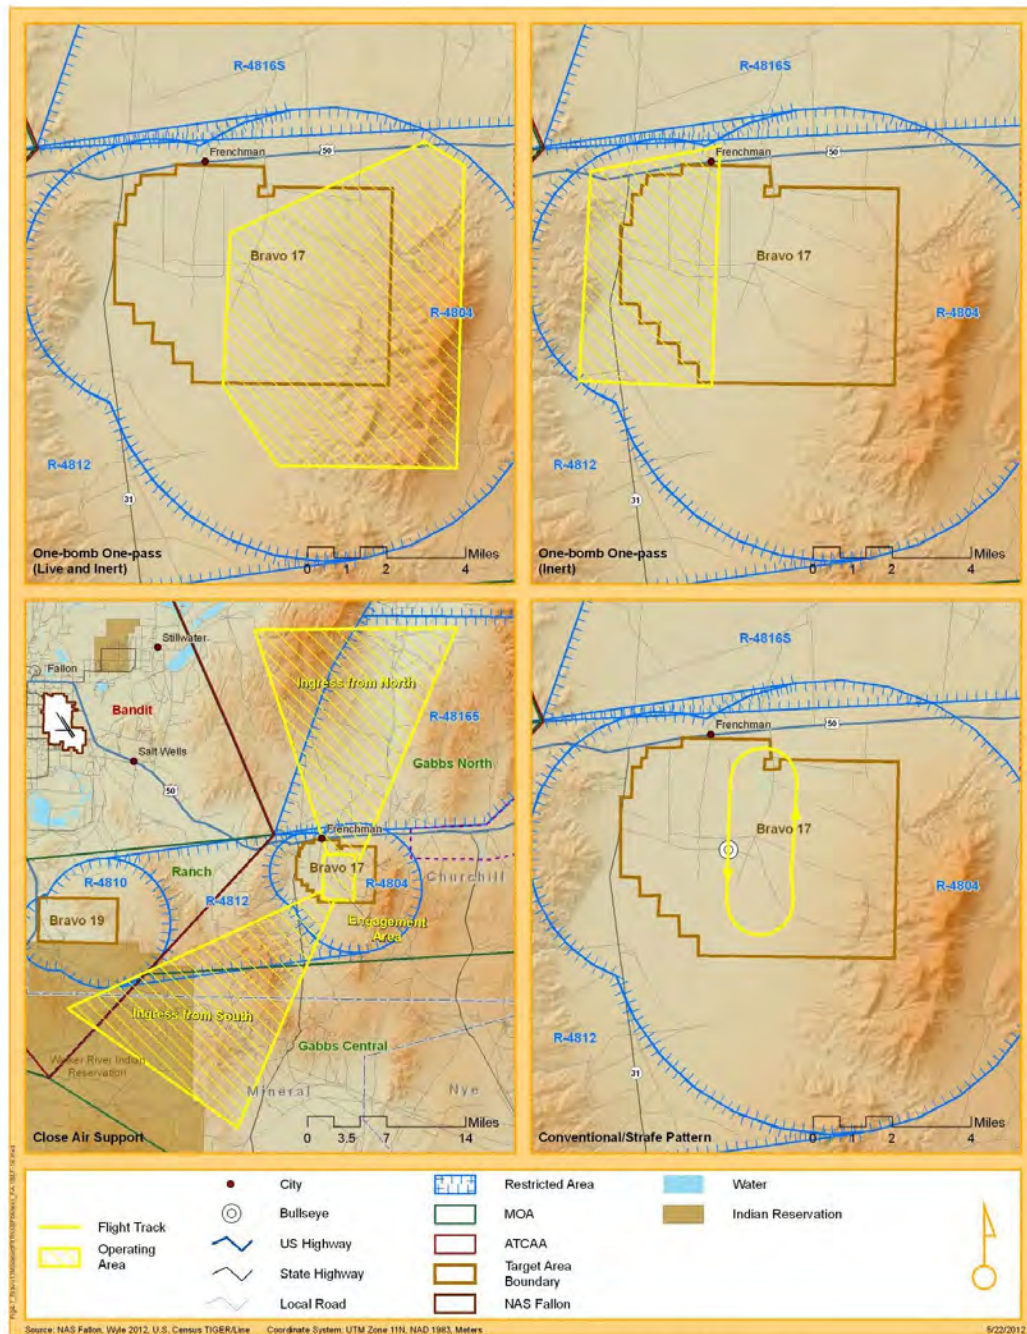 R-4816S
50
Frenchman
Bravo 17
R-4804
R-4812
31
One-bomb One-pass
(Live and Inert)
Miles
0 1 2 4
R-4816S
50
Frenchman
Bravo 17
R-4804
R-4812
31
One-bomb One-pass
(Inert)
Miles
0 1 2 4
Stillwater
Fallon
Ingress from North
Bandit
R-4816S
Salt Wells
Gabbs North
50
Frenchman
Ranch
Bravo 17
R-4810
R-4804
Churchill
R-4812
Bravo 19
Engagement
Area
Ingress from South
Gabbs Central
Walker River Indian
Reservation
Mineral
Nye
Close Air Support
Miles
0 3.5 7 14
R-4816S
50
Frenchman
Bravo 17
R-4804
R-4812
31
Conventional/Strafe Pattern
Miles
0 1 2 4
Flight Track
Operating
Area
City
Bullseye
US Highway
State Highway
Local Road
Restricted Area
MOA
ATCAA
Target Area
Boundary
NAS Fallon
Water
Indian Reservation
Source: NAS Fallon, Wyle 2012, U.S. Census TIGER/Line Coordinate System: UTM Zone 11N, NAD 1983, Meters
5/22/2012